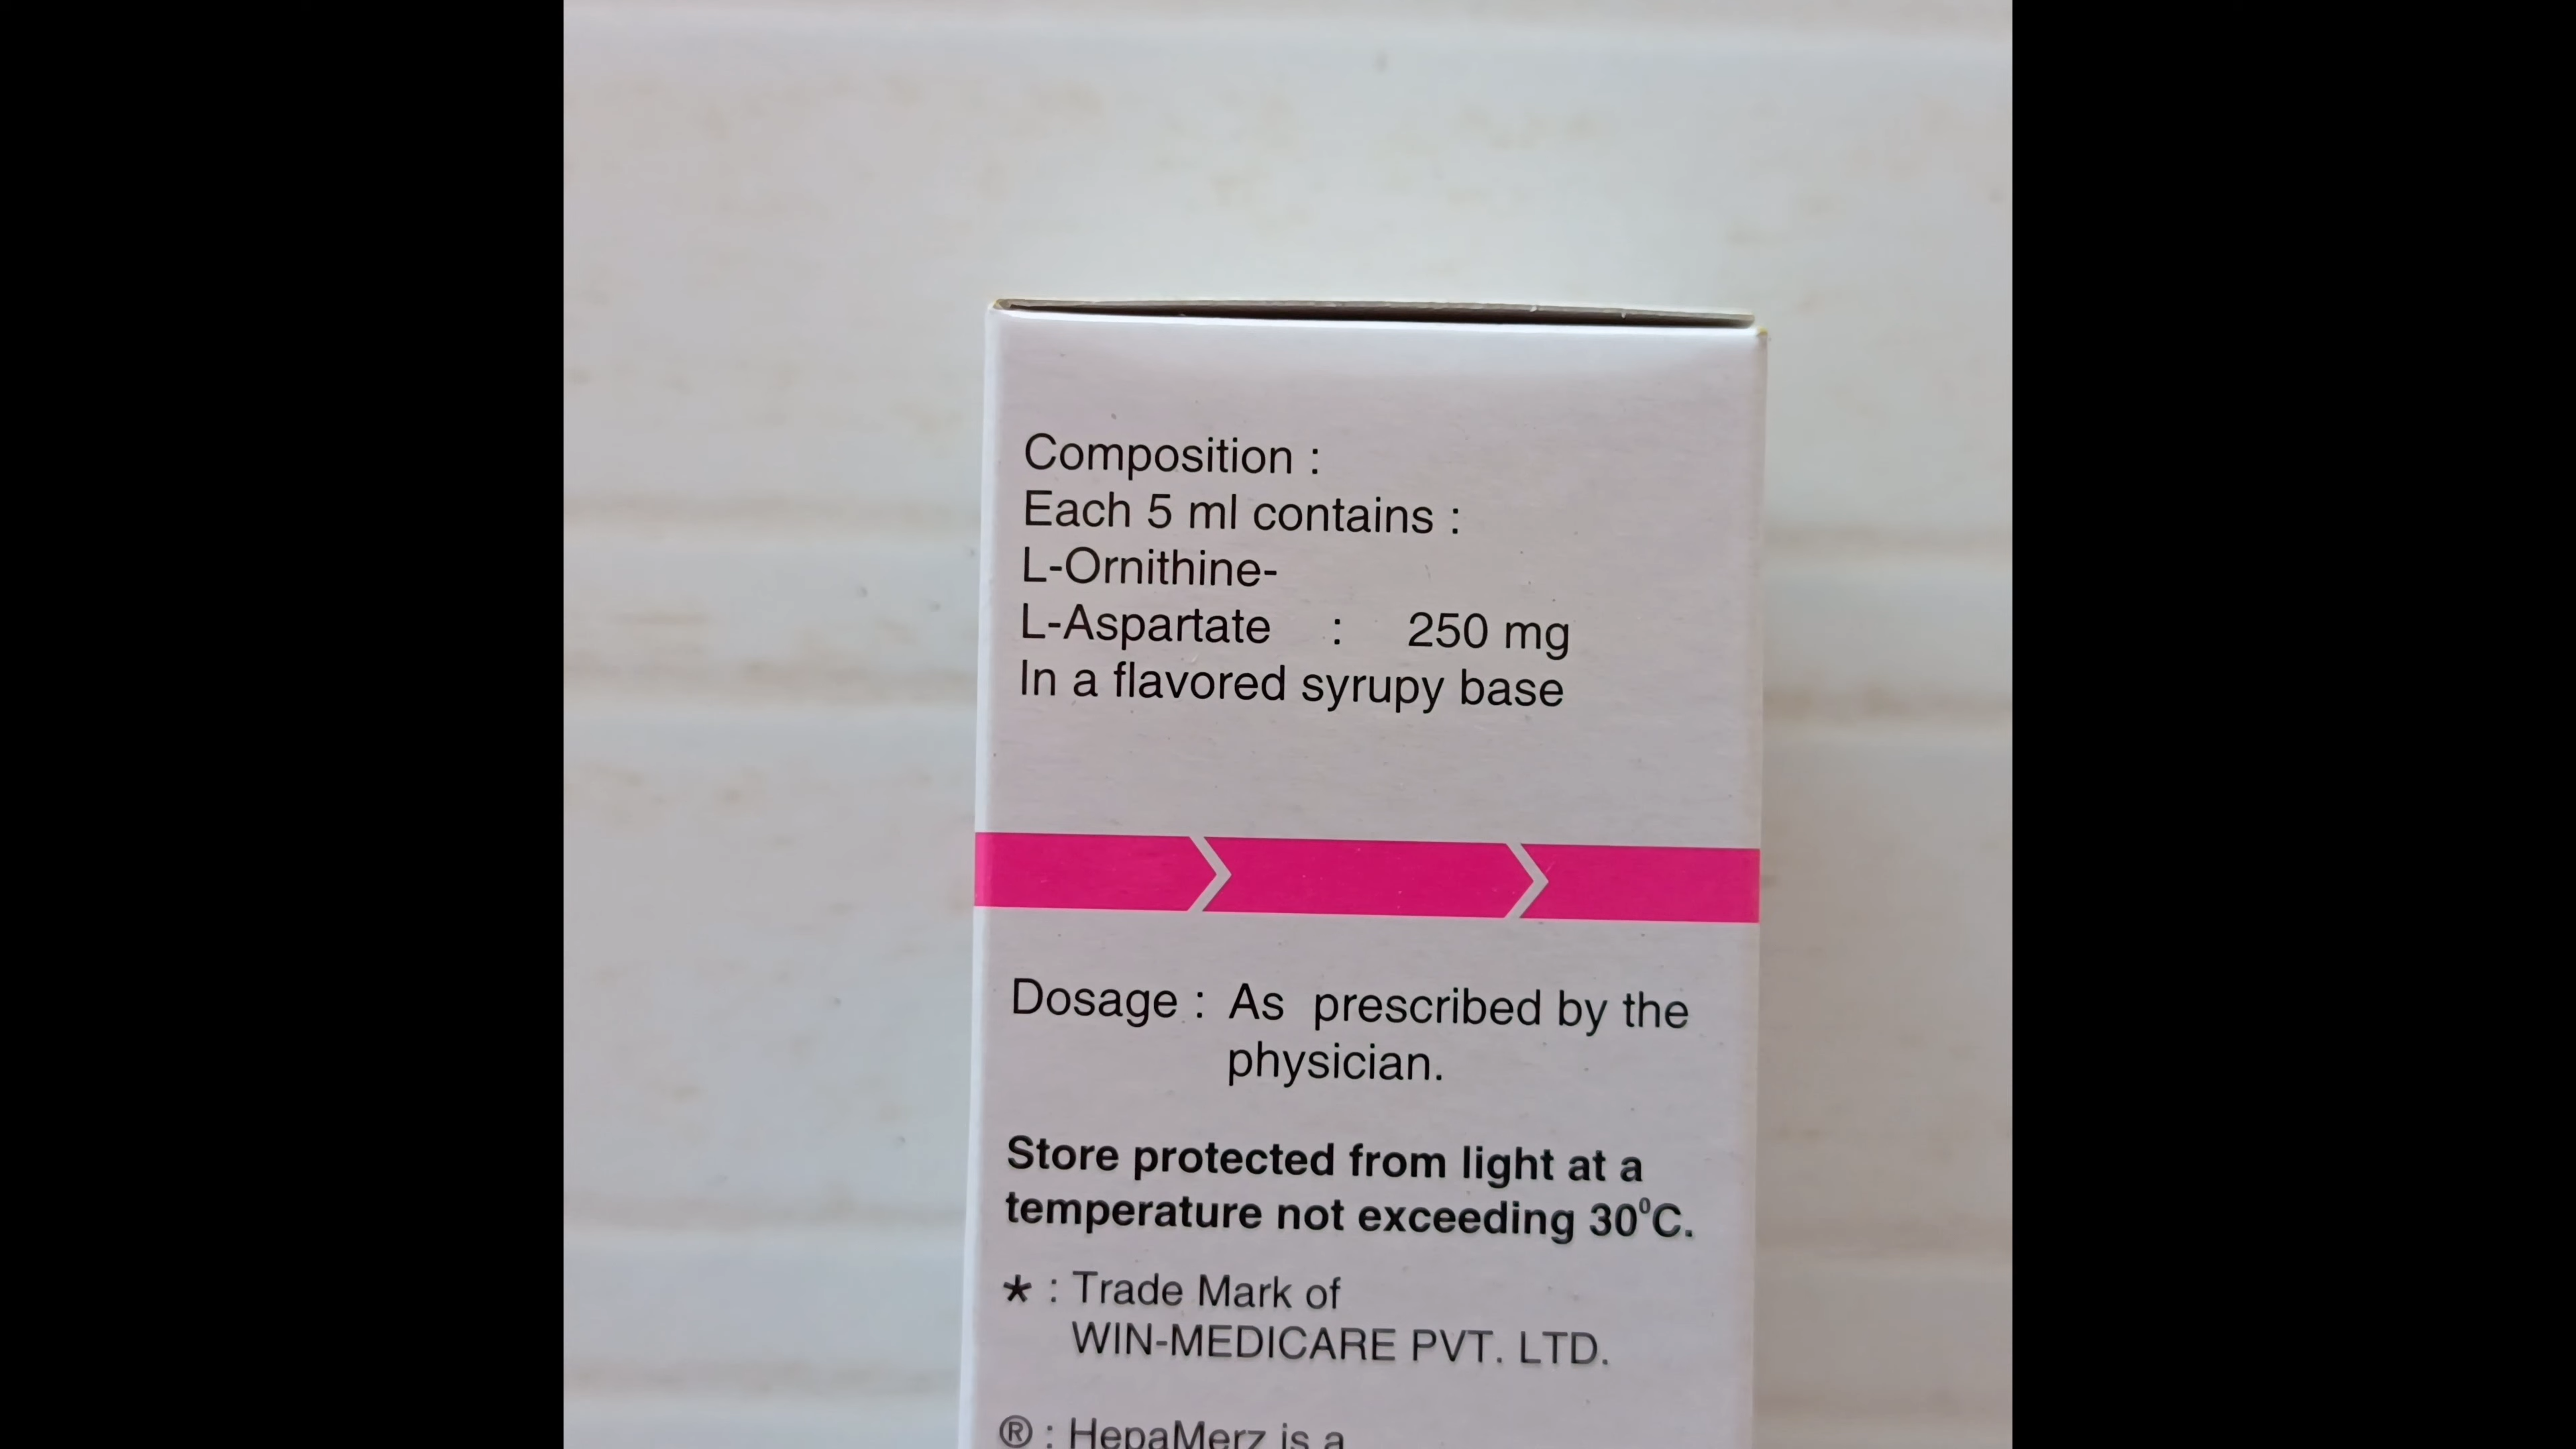 Composition :
Each 5 ml contains :
L-Ornithine-
L-Aspartate : 250 mg
In a flavored syrupy base
Dosage : As prescribed by the
physician.
Store protected from light at a
temperature not exceeding 30⁰C.
* : Trade Mark of
WIN-MEDICARE PVT. LTD.
® : HepaMerz is a